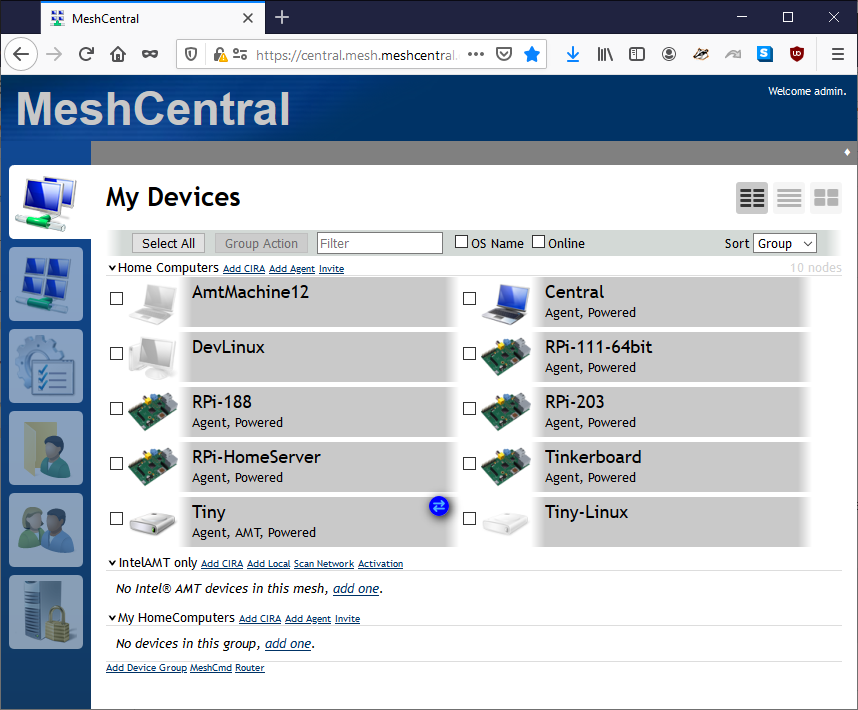 MeshCentral
https://central.mesh.meshcentral.
MeshCentral
Welcome admin.
My Devices
Select All Group Action Filter OS Name Online Sort Group
Home Computers Add CIRA Add Agent Invite 10 nodes
AmtMachine12
Central
Agent, Powered
DevLinux
RPi-111-64bit
Agent, Powered
RPi-188
Agent, Powered
RPi-203
Agent, Powered
RPi-HomeServer
Agent, Powered
Tinkerboard
Agent, Powered
Tiny
Agent, AMT, Powered
Tiny-Linux
IntelAMT only Add CIRA Add Local Scan Network Activation
No Intel® AMT devices in this mesh, add one.
My HomeComputers Add CIRA Add Agent Invite
No devices in this group, add one.
Add Device Group MeshCmd Router